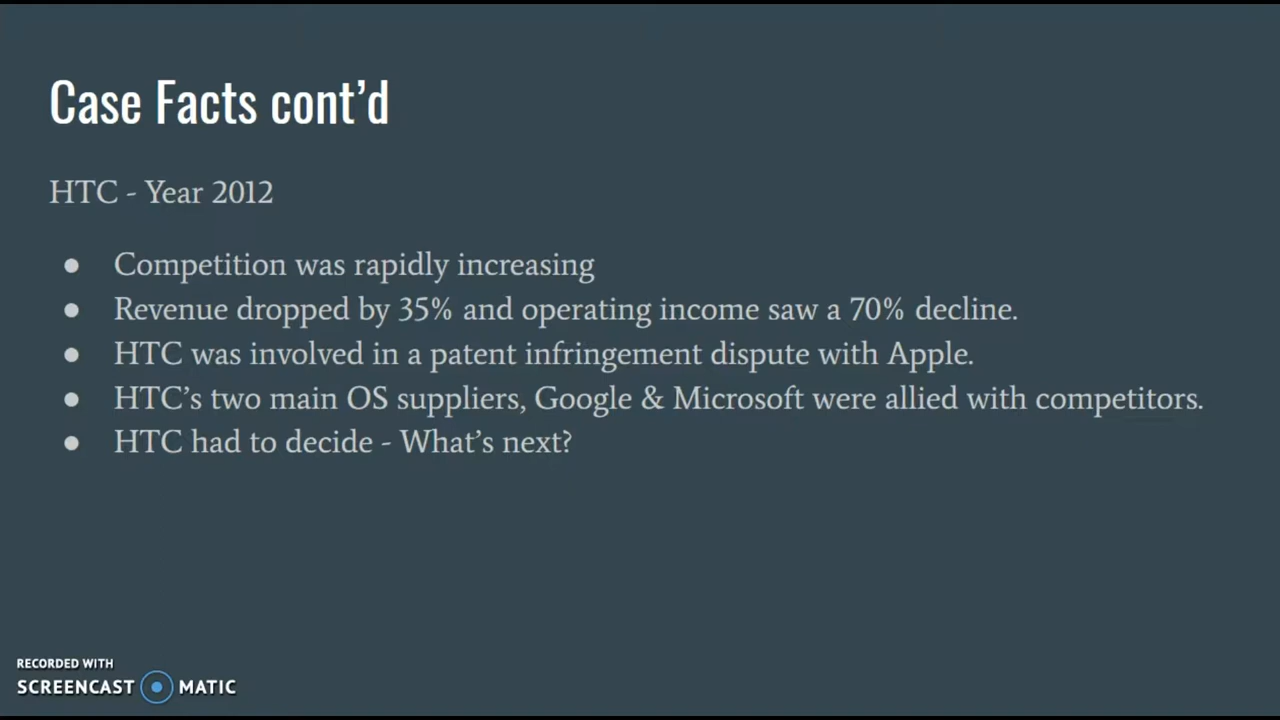 Case Facts cont’d
HTC - Year 2012
● Competition was rapidly increasing
● Revenue dropped by 35% and operating income saw a 70% decline.
● HTC was involved in a patent infringement dispute with Apple.
● HTC’s two main OS suppliers, Google & Microsoft were allied with competitors.
● HTC had to decide - What’s next?
RECORDED WITH
SCREENCAST MATIC